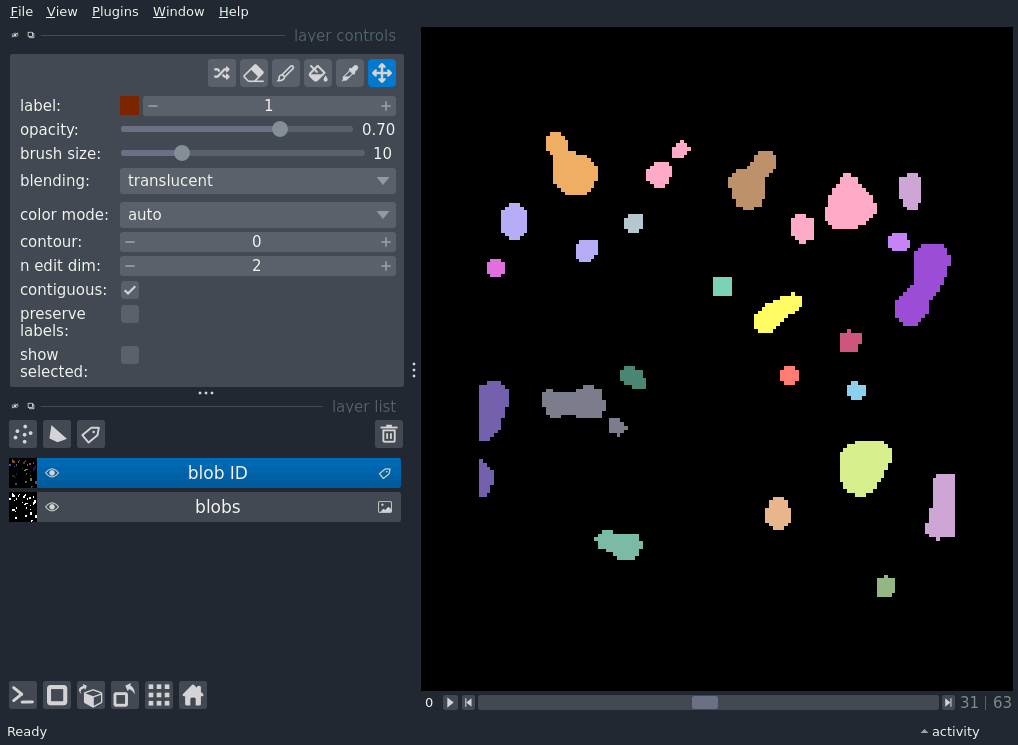 File View Plugins Window Help
layer controls
label: 1
opacity: 0.70
brush size: 10
blending: translucent
color mode: auto
contour: 0
n edit dim: 2
contiguous:
preserve
labels:
show
selected:
layer list
blob ID
blobs
0 31 | 63
Ready activity